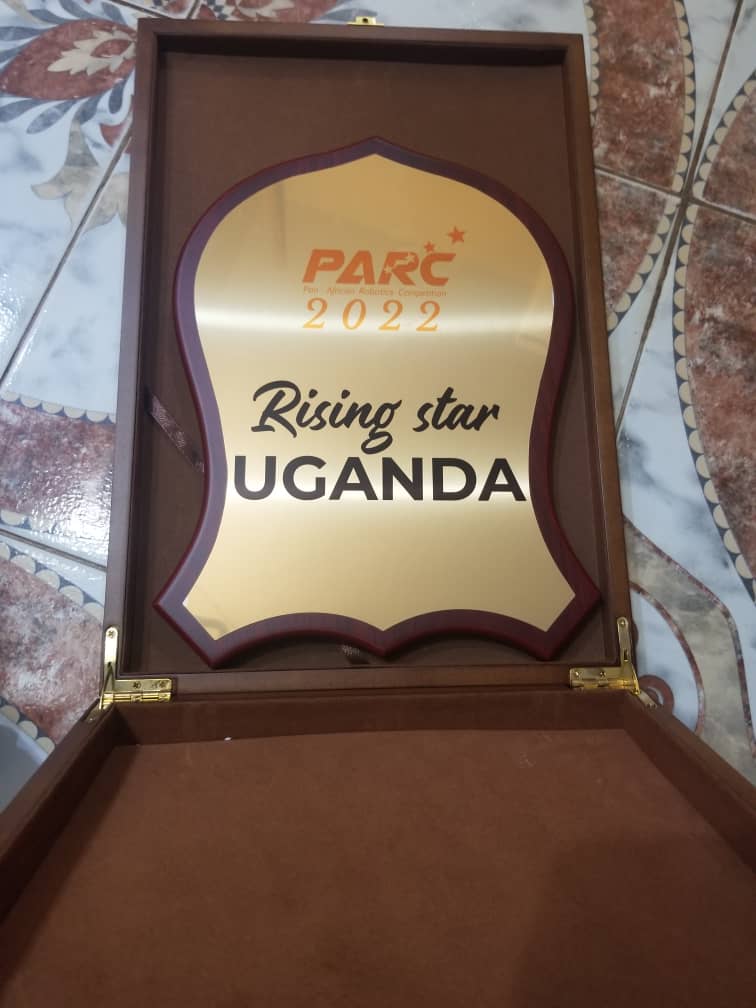 PARC
Pan - African Robotics Competition
2022
Rising star
UGANDA